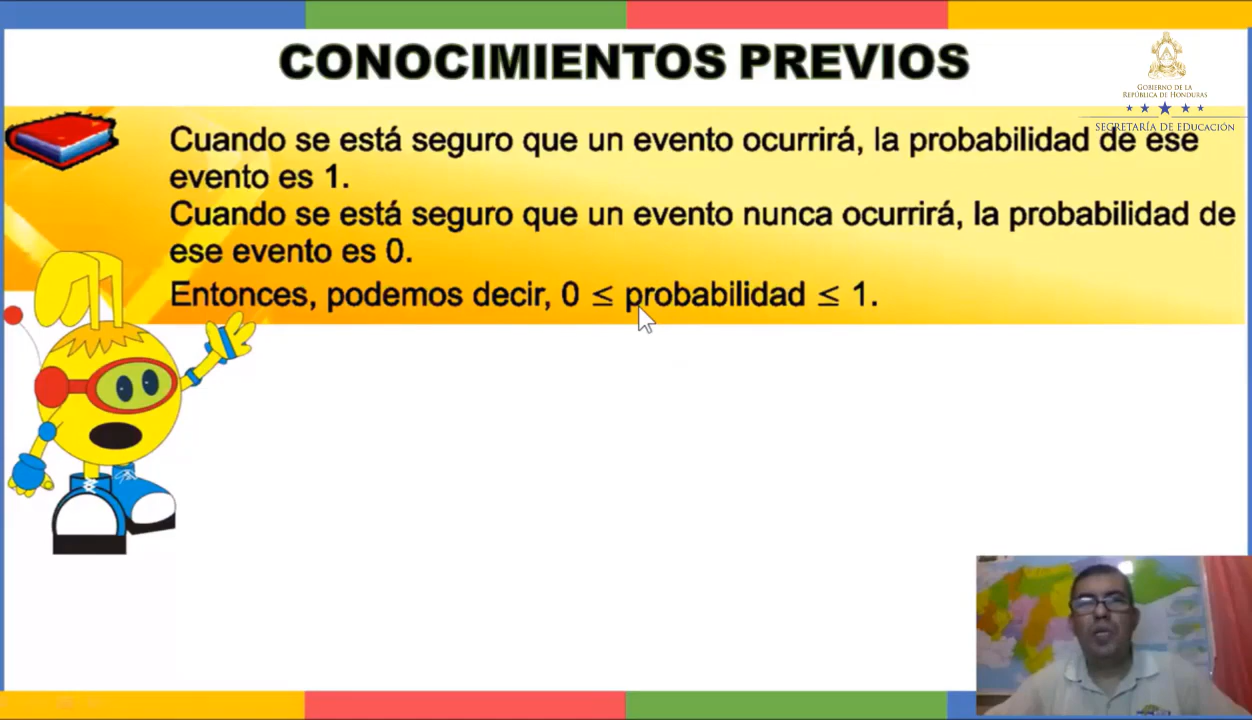 CONOCIMIENTOS PREVIOS
GOBIERNO DE LA
REPÚBLICA DE HONDURAS
SECRETARÍA DE EDUCACIÓN
Cuando se está seguro que un evento ocurrirá, la probabilidad de ese
evento es 1.
Cuando se está seguro que un evento nunca ocurrirá, la probabilidad de
ese evento es 0.
Entonces, podemos decir, 0 ≤ probabilidad ≤ 1.